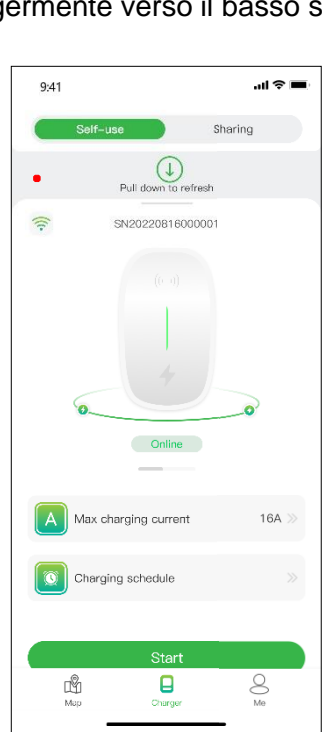 germente verso il basso s
9:41
Self-use Sharing
Pull down to refresh
SN20220816000001
Online
A Max charging current 16A
Charging schedule
Start
Map Charger Me